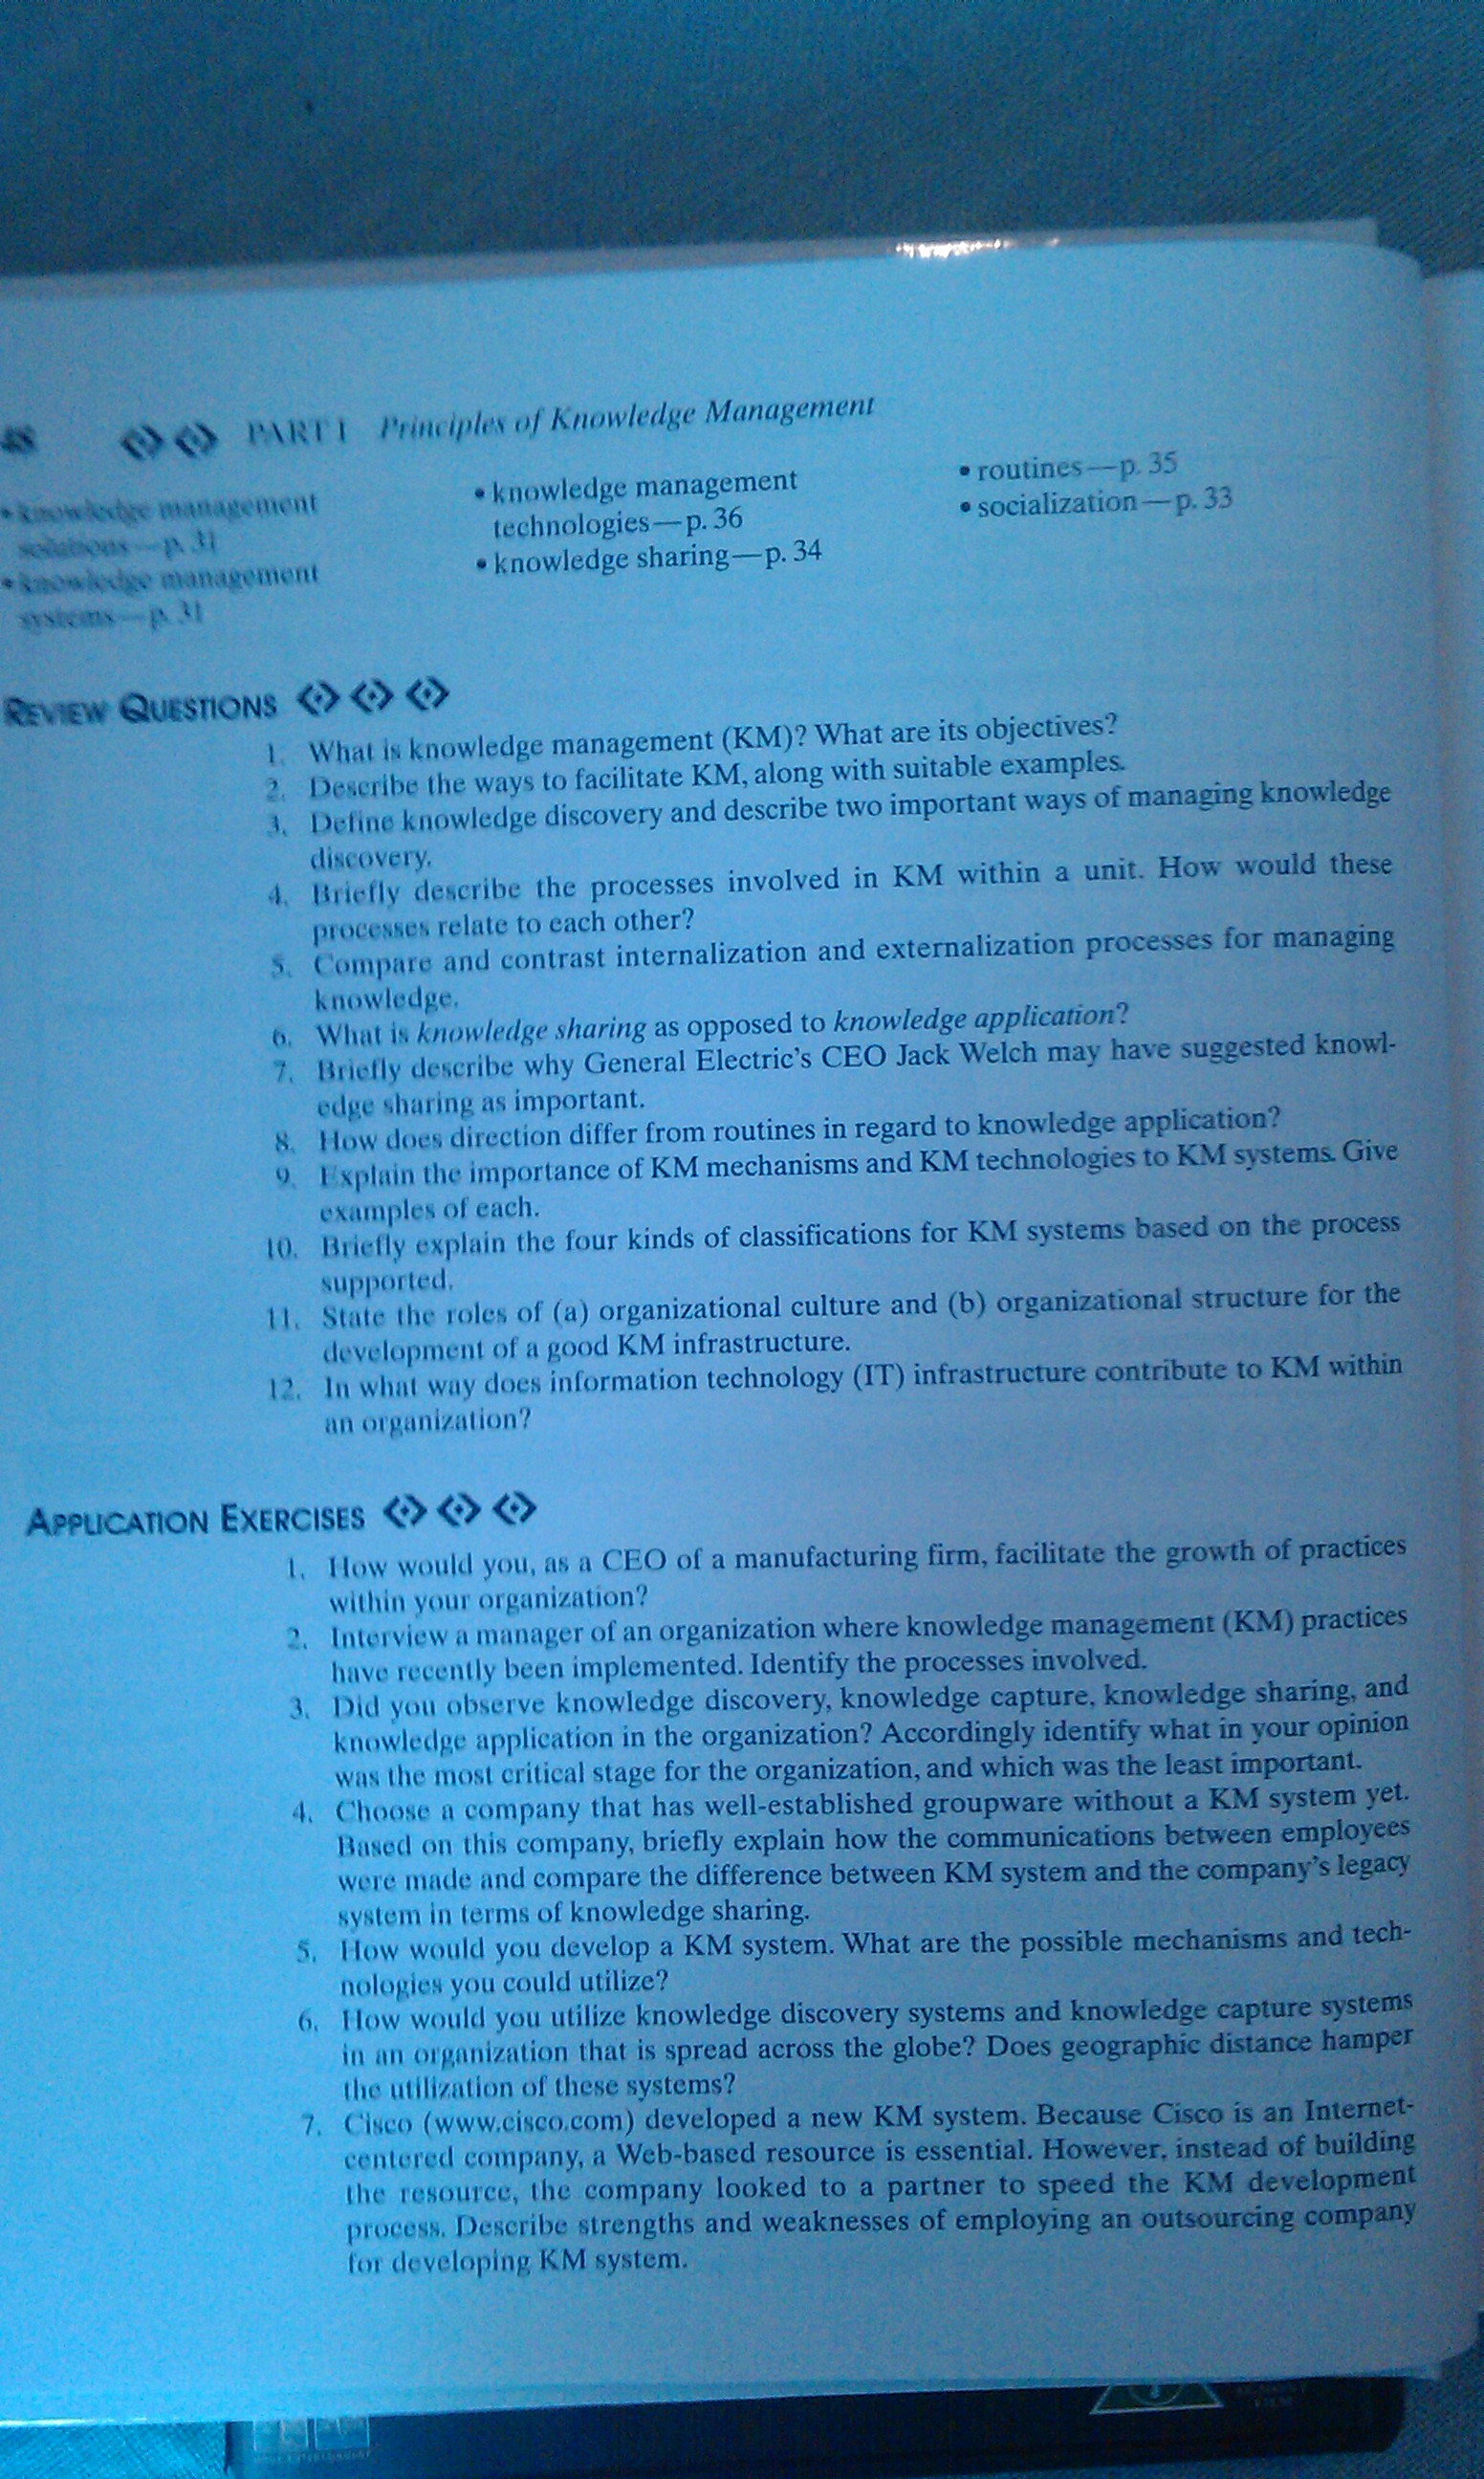 48 PART I Principles of Knowledge Management
• knowledge management
solutions—p. 31
• knowledge management
systems—p. 31
• knowledge management
technologies—p. 36
• knowledge sharing—p. 34
• routines—p. 35
• socialization—p. 33
REVIEW QUESTIONS
1. What is knowledge management (KM)? What are its objectives?
2. Describe the ways to facilitate KM, along with suitable examples.
3. Define knowledge discovery and describe two important ways of managing knowledge
discovery.
4. Briefly describe the processes involved in KM within a unit. How would these
processes relate to each other?
5. Compare and contrast internalization and externalization processes for managing
knowledge.
6. What is knowledge sharing as opposed to knowledge application?
7. Briefly describe why General Electric's CEO Jack Welch may have suggested knowl-
edge sharing as important.
8. How does direction differ from routines in regard to knowledge application?
9. Explain the importance of KM mechanisms and KM technologies to KM systems. Give
examples of each.
10. Briefly explain the four kinds of classifications for KM systems based on the process
supported.
11. State the roles of (a) organizational culture and (b) organizational structure for the
development of a good KM infrastructure.
12. In what way does information technology (IT) infrastructure contribute to KM within
an organization?
APPLICATION EXERCISES
1. How would you, as a CEO of a manufacturing firm, facilitate the growth of practices
within your organization?
2. Interview a manager of an organization where knowledge management (KM) practices
have recently been implemented. Identify the processes involved.
3. Did you observe knowledge discovery, knowledge capture, knowledge sharing, and
knowledge application in the organization? Accordingly identify what in your opinion
was the most critical stage for the organization, and which was the least important.
4. Choose a company that has well-established groupware without a KM system yet.
Based on this company, briefly explain how the communications between employees
were made and compare the difference between KM system and the company's legacy
system in terms of knowledge sharing.
5. How would you develop a KM system. What are the possible mechanisms and tech-
nologies you could utilize?
6. How would you utilize knowledge discovery systems and knowledge capture systems
in an organization that is spread across the globe? Does geographic distance hamper
the utilization of these systems?
7. Cisco (www.cisco.com) developed a new KM system. Because Cisco is an Internet-
centered company, a Web-based resource is essential. However, instead of building
the resource, the company looked to a partner to speed the KM development
process. Describe strengths and weaknesses of employing an outsourcing company
for developing KM system.